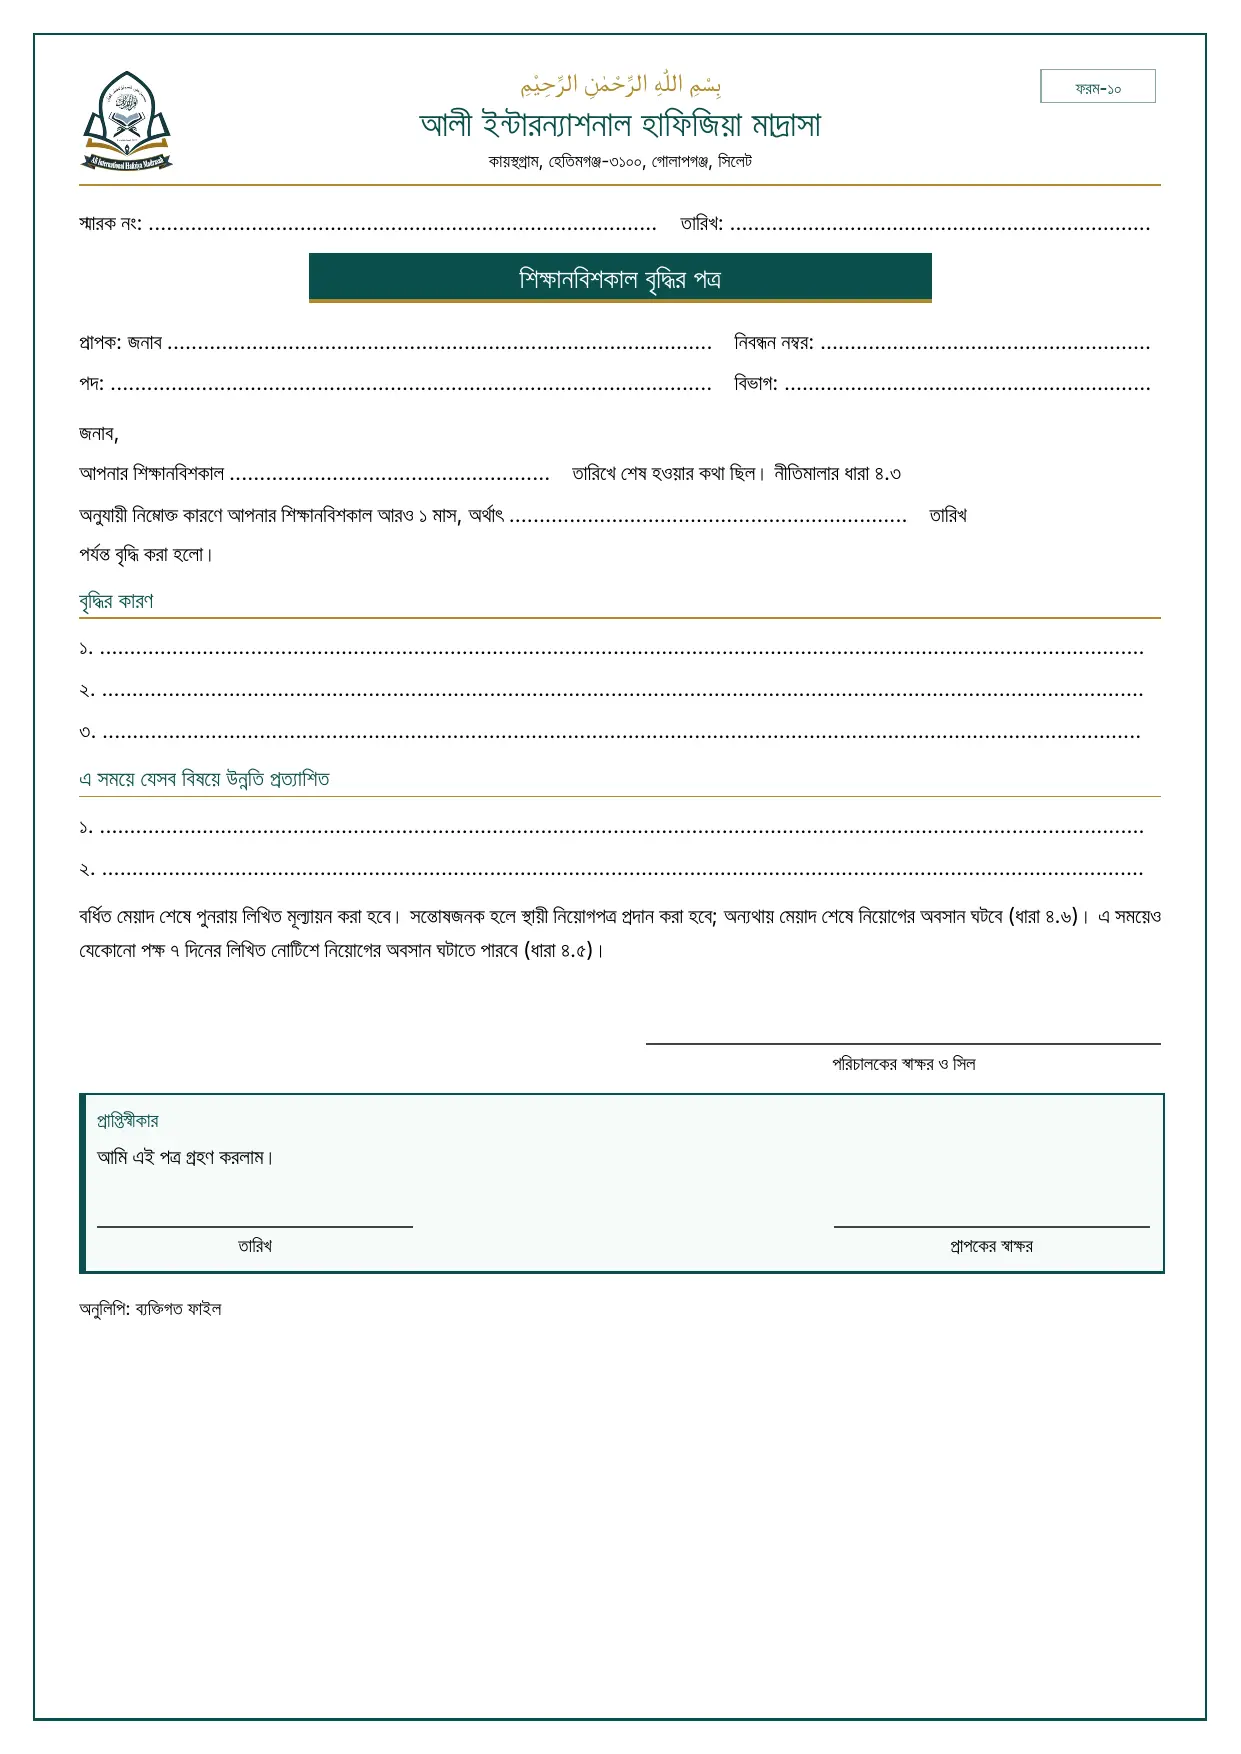 بِسْمِ اللّٰهِ الرَّحْمٰنِ الرَّحِيْمِ
ফরম-১০
আলী ইন্টারন্যাশনাল হাফিজিয়া মাদ্রাসা
কায়স্থগ্রাম, হেতিমগঞ্জ-৩১০০, গোলাপগঞ্জ, সিলেট
Ali International Hafiziya Madrasah
স্মারক নং: .................................................................................... তারিখ: ......................................................................
শিক্ষানবিশকাল বৃদ্ধির পত্র
প্রাপক: জনাব .......................................................................................... নিবন্ধন নম্বর: .......................................................
পদ: ................................................................................................... বিভাগ: .............................................................
জনাব,
আপনার শিক্ষানবিশকাল ..................................................... তারিখে শেষ হওয়ার কথা ছিল। নীতিমালার ধারা ৪.৩
অনুযায়ী নিম্নোক্ত কারণে আপনার শিক্ষানবিশকাল আরও ১ মাস, অর্থাৎ .................................................................. তারিখ
পর্যন্ত বৃদ্ধি করা হলো।
বৃদ্ধির কারণ
১. .............................................................................................................................................................................
২. .............................................................................................................................................................................
৩. ............................................................................................................................................................................
এ সময়ে যেসব বিষয়ে উন্নতি প্রত্যাশিত
১. .............................................................................................................................................................................
২. .............................................................................................................................................................................
বর্ধিত মেয়াদ শেষে পুনরায় লিখিত মূল্যায়ন করা হবে। সন্তোষজনক হলে স্থায়ী নিয়োগপত্র প্রদান করা হবে; অন্যথায় মেয়াদ শেষে নিয়োগের অবসান ঘটবে (ধারা ৪.৬)। এ সময়েও
যেকোনো পক্ষ ৭ দিনের লিখিত নোটিশে নিয়োগের অবসান ঘটাতে পারবে (ধারা ৪.৫)।
পরিচালকের স্বাক্ষর ও সিল
প্রাপ্তিস্বীকার
আমি এই পত্র গ্রহণ করলাম।
তারিখ প্রাপকের স্বাক্ষর
অনুলিপি: ব্যক্তিগত ফাইল